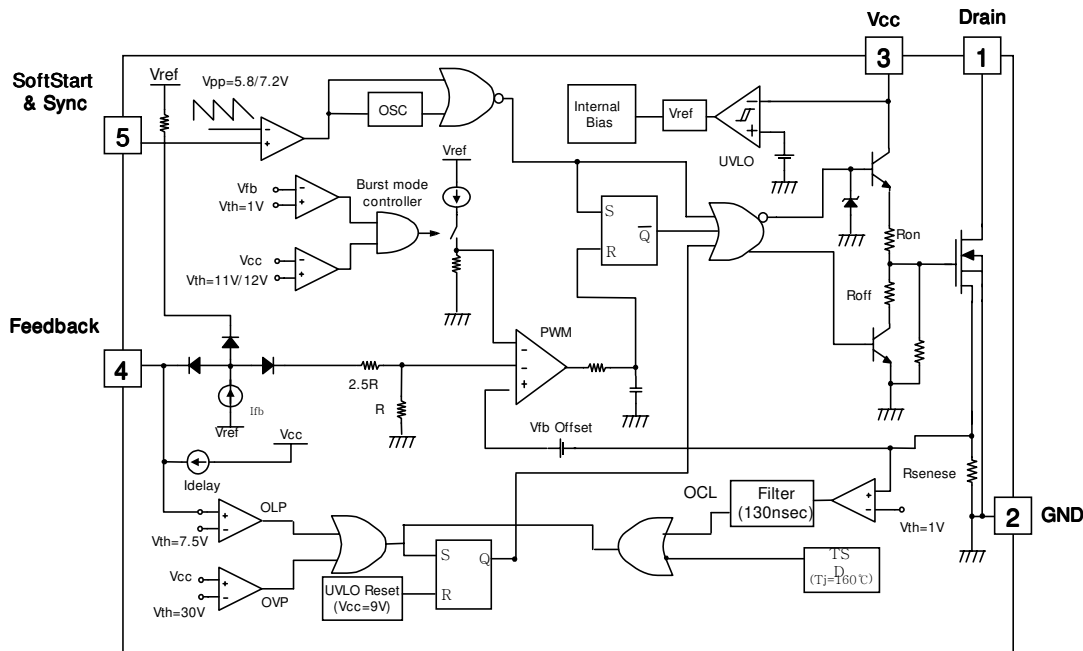 Vcc
Drain
3
1
SoftStart
& Sync
5
Vref
Vpp=5.8/7.2V
−
+
OSC
Internal
Bias
Vref
−
+
UVLO
Vfb
Vth=1V
−
+
Burst mode
controller
Vref
Vcc
Vth=11V/12V
−
+
S
R
Q
Ron
Roff
Feedback
4
Ifb
Vref
2.5R
R
PWM
−
−
+
Vfb Offset
Vcc
Idelay
Rsenese
OLP
+
−
Vth=7.5V
OCL
Filter
(130nsec)
+
−
Vth=1V
2
GND
Vcc
Vth=30V
+
−
OVP
UVLO Reset
(Vcc=9V)
S
R
Q
TS
D
(Tj=160℃)